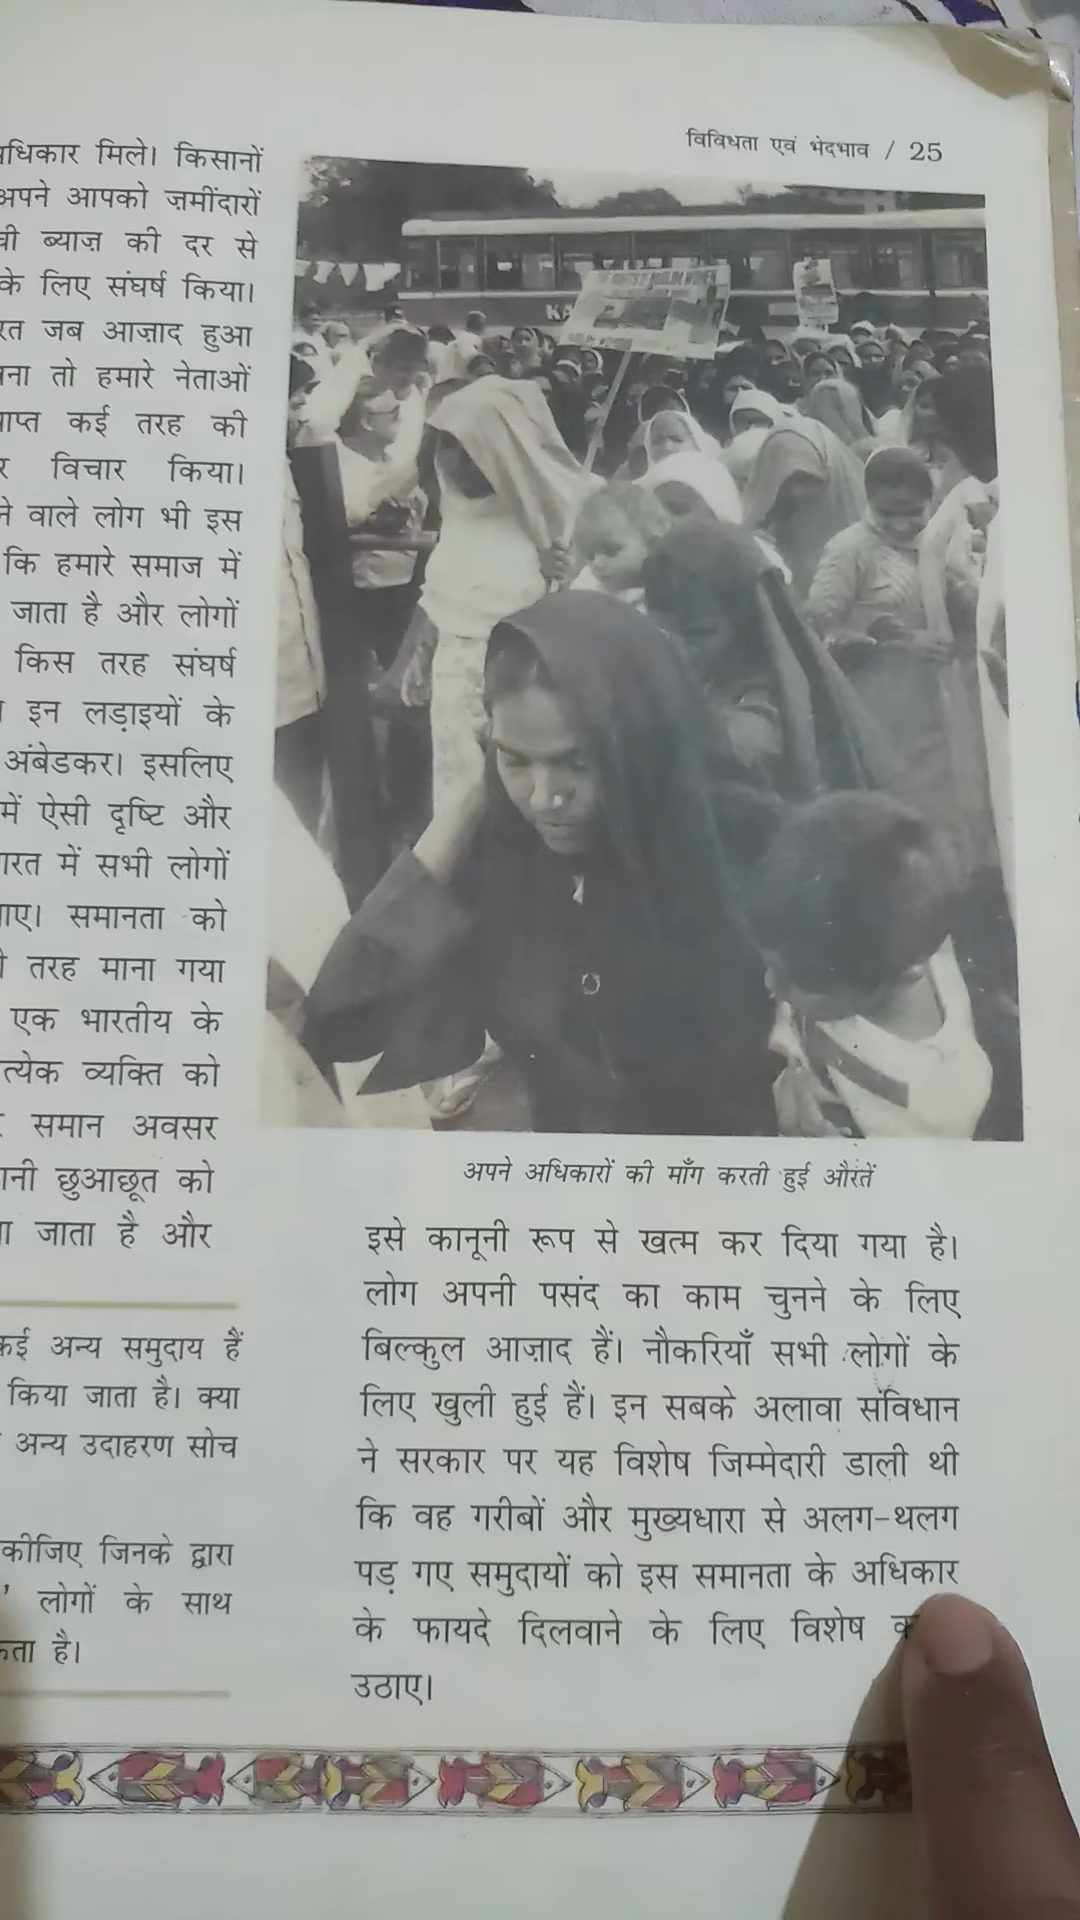 विविधता एवं भेदभाव / 25
धिकार मिले। किसानों
अपने आपको ज़मींदारों
ब्याज़ की दर से
के लिए संघर्ष किया।
रत जब आज़ाद हुआ
ना तो हमारे नेताओं
प्त कई तरह की
विचार किया।
ने वाले लोग भी इस
कि हमारे समाज में
जाता है और लोगों
किस तरह संघर्ष
इन लड़ाइयों के
अंबेडकर। इसलिए
में ऐसी दृष्टि और
रत में सभी लोगों
ाए। समानता को
तरह माना गया
एक भारतीय के
त्येक व्यक्ति को
समान अवसर
नी छुआछूत को
जाता है और
कई अन्य समुदाय हैं
किया जाता है। क्या
अन्य उदाहरण सोच
कीजिए जिनके द्वारा
' लोगों के साथ
ता है।
KA
अपने अधिकारों की माँग करती हुई औरतें
इसे कानूनी रूप से खत्म कर दिया गया है।
लोग अपनी पसंद का काम चुनने के लिए
बिल्कुल आज़ाद हैं। नौकरियाँ सभी लोगों के
लिए खुली हुई हैं। इन सबके अलावा संविधान
ने सरकार पर यह विशेष जिम्मेदारी डाली थी
कि वह गरीबों और मुख्यधारा से अलग-थलग
पड़ गए समुदायों को इस समानता के अधिकार
के फायदे दिलवाने के लिए विशेष
उठाए।